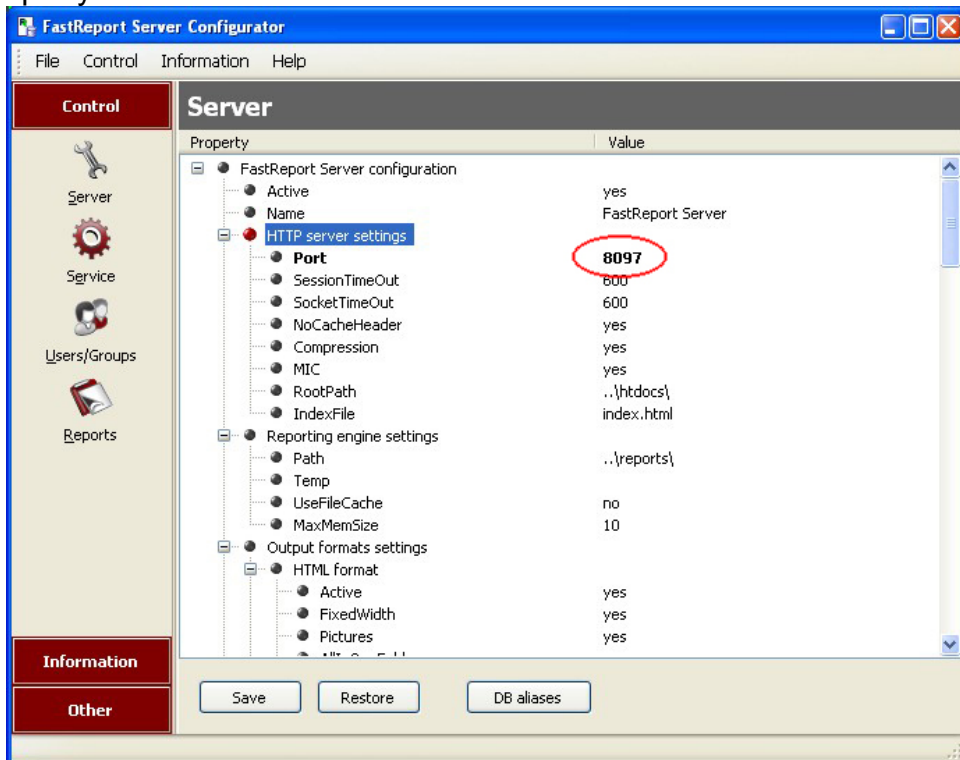 FastReport Server Configurator
File Control Information Help
Control
Server
Service
Users/Groups
Reports
Information
Other
Server
Property Value
FastReport Server configuration
Active yes
Name FastReport Server
HTTP server settings
Port 8097
SessionTimeOut 600
SocketTimeOut 600
NoCacheHeader yes
Compression yes
MIC yes
RootPath ..\htdocs\
IndexFile index.html
Reporting engine settings
Path ..\reports\
Temp
UseFileCache no
MaxMemSize 10
Output formats settings
HTML format
Active yes
FixedWidth yes
Pictures yes
Save Restore DB aliases